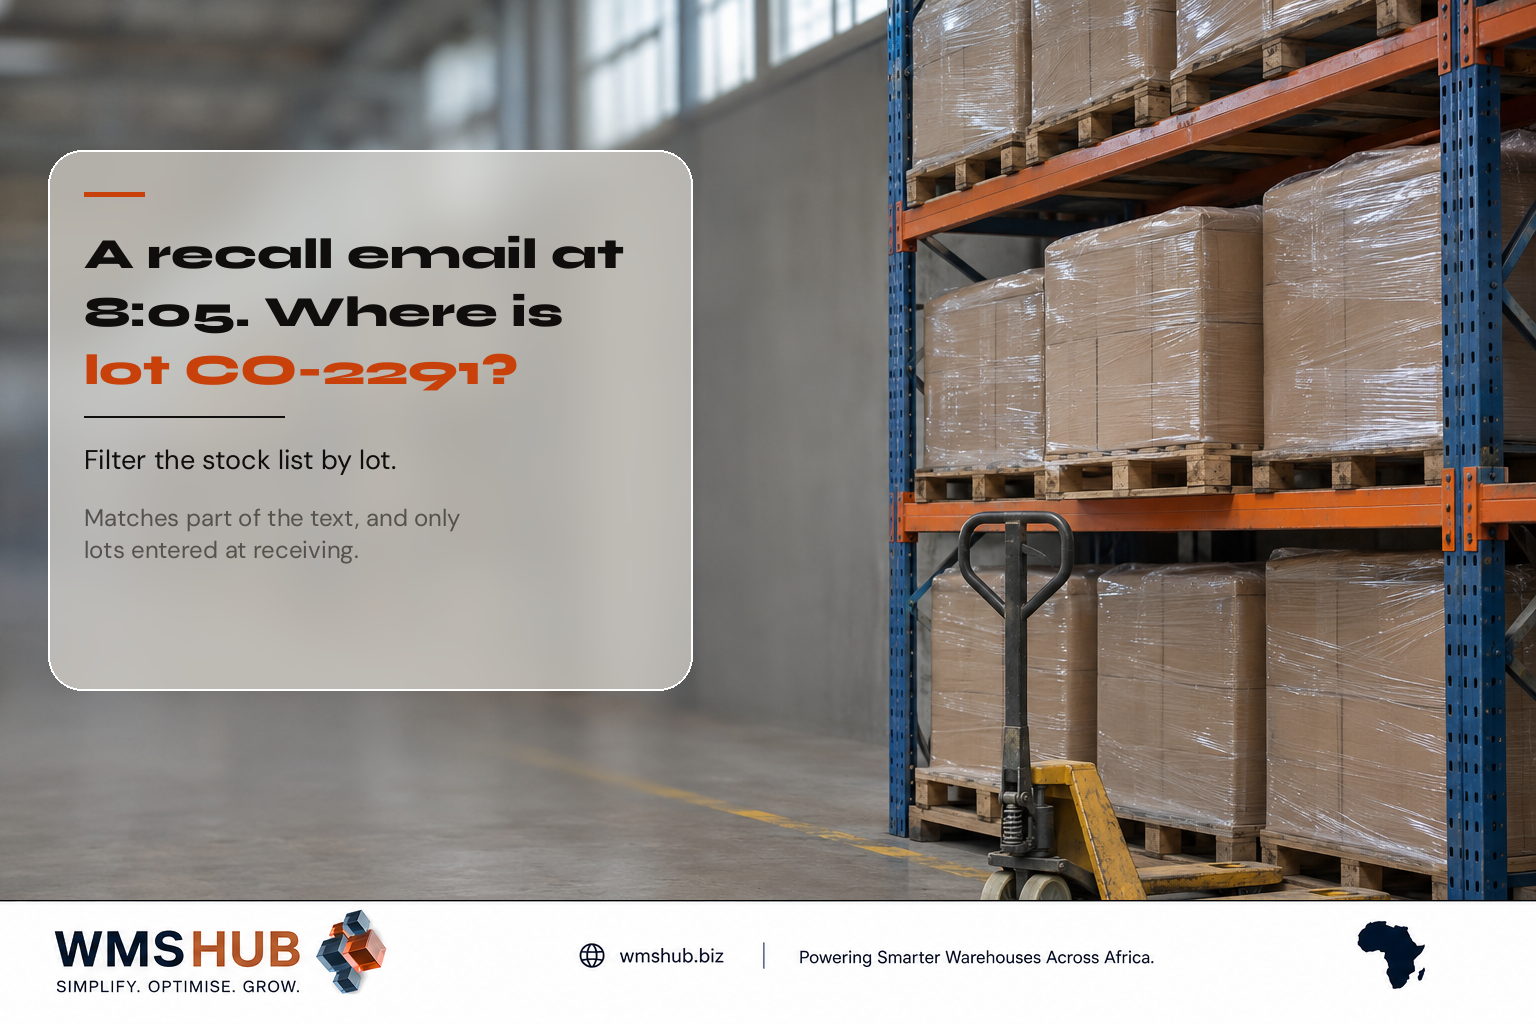 A recall email at
8:05. Where is
lot CO-2291?
Filter the stock list by lot.
Matches part of the text, and only
lots entered at receiving.
WMSHUB
SIMPLIFY. OPTIMISE. GROW.
wmshub.biz
Powering Smarter Warehouses Across Africa.